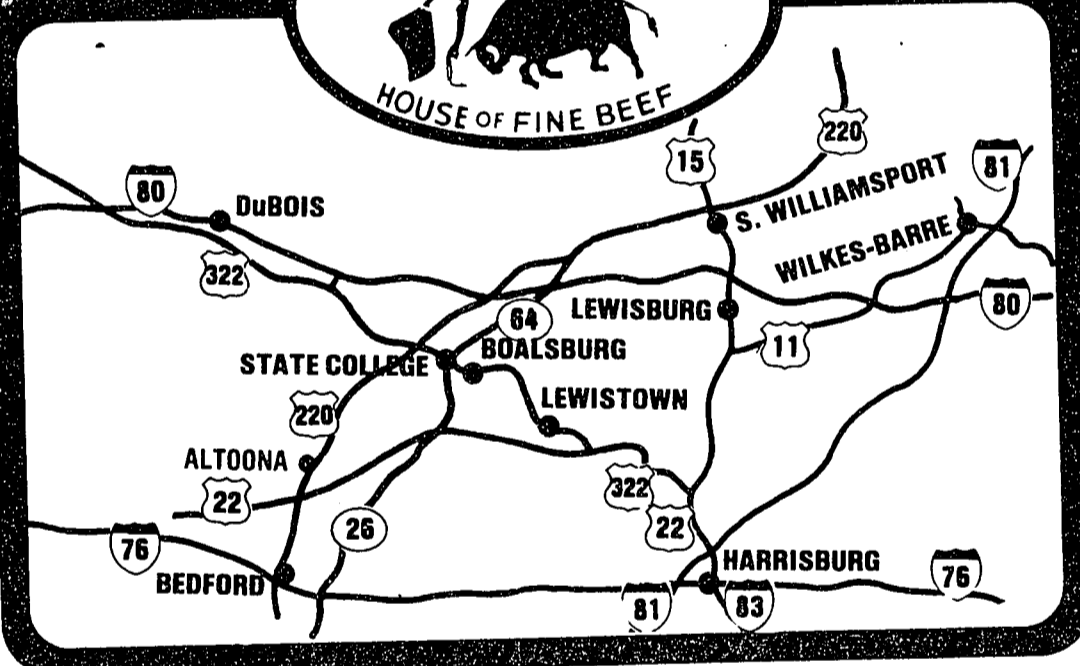 HOUSE OF FINE BEEF
220
15
81
80
DuBOIS
S. WILLIAMSPORT
WILKES-BARRE
322
80
64
LEWISBURG
11
BOALSBURG
STATE COLLEGE
LEWISTOWN
220
ALTOONA
22
322
26
22
76
HARRISBURG
76
BEDFORD
81
83